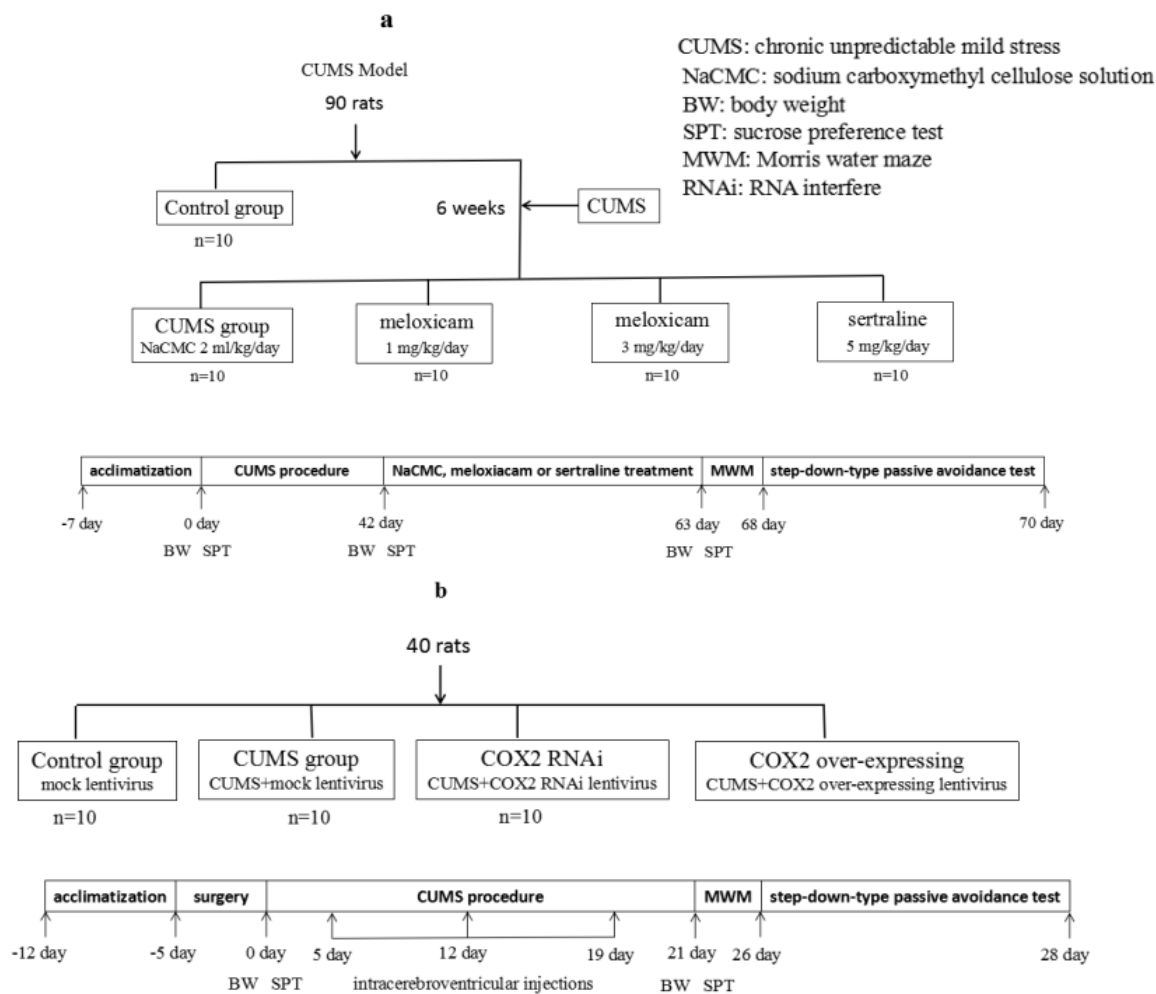 a
CUMS Model
90 rats
CUMS: chronic unpredictable mild stress
NaCMC: sodium carboxymethyl cellulose solution
BW: body weight
SPT: sucrose preference test
MWM: Morris water maze
RNAi: RNA interfere
Control group
n=10
6 weeks
CUMS
CUMS group
NaCMC 2 ml/kg/day
n=10
meloxicam
1 mg/kg/day
n=10
meloxicam
3 mg/kg/day
n=10
sertraline
5 mg/kg/day
n=10
acclimatization CUMS procedure NaCMC, meloxiacam or sertraline treatment MWM step-down-type passive avoidance test
-7 day 0 day 42 day 63 day 68 day 70 day
BW SPT BW SPT BW SPT
b
40 rats
Control group
mock lentivirus
n=10
CUMS group
CUMS+mock lentivirus
n=10
COX2 RNAi
CUMS+COX2 RNAi lentivirus
n=10
COX2 over-expressing
CUMS+COX2 over-expressing lentivirus
acclimatization surgery CUMS procedure MWM step-down-type passive avoidance test
-12 day -5 day 0 day 5 day 12 day 19 day 21 day 26 day 28 day
BW SPT intracerebroventricular injections BW SPT